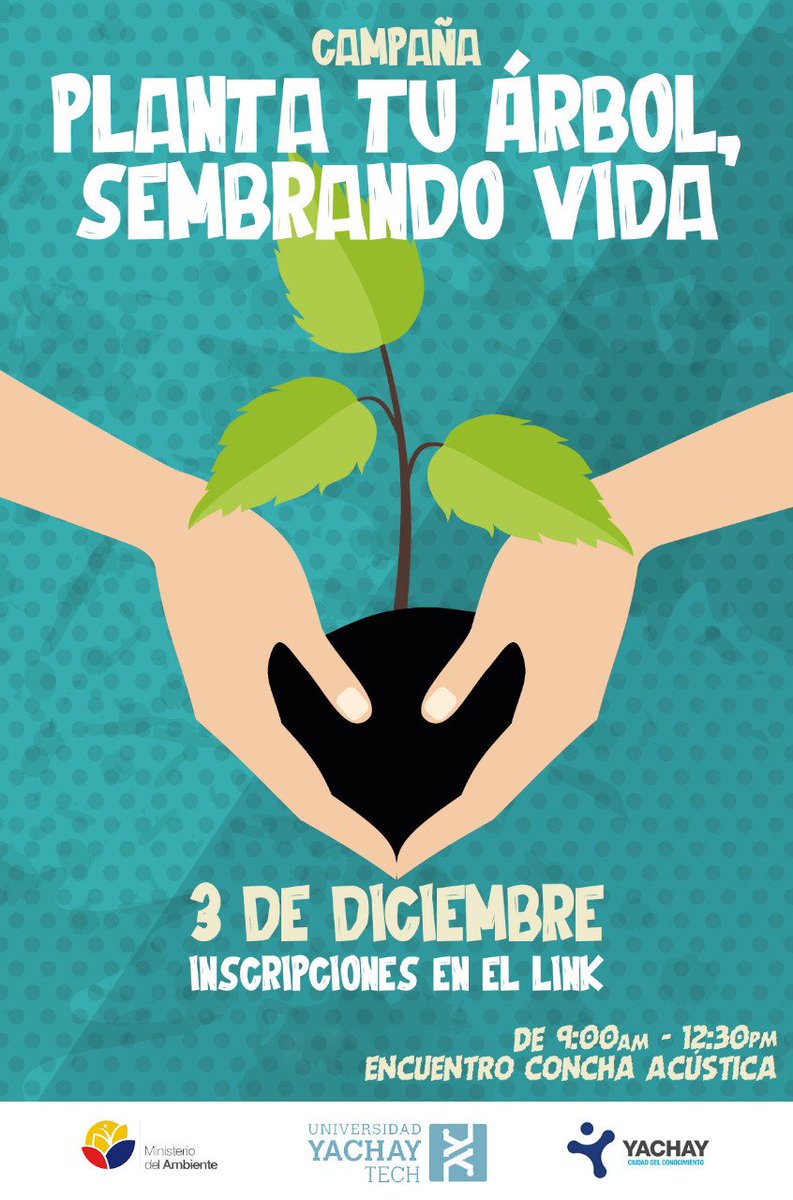 CAMPAÑA
PLANTA TU ÁRBOL,
SEMBRANDO VIDA
3 DE DICIEMBRE
INSCRIPCIONES EN EL LINK
DE 9:00AM - 12:30PM
ENCUENTRO CONCHA ACÚSTICA
Ministerio
del Ambiente
UNIVERSIDAD
YACHAY
TECH
YACHAY
CIUDAD DEL CONOCIMIENTO